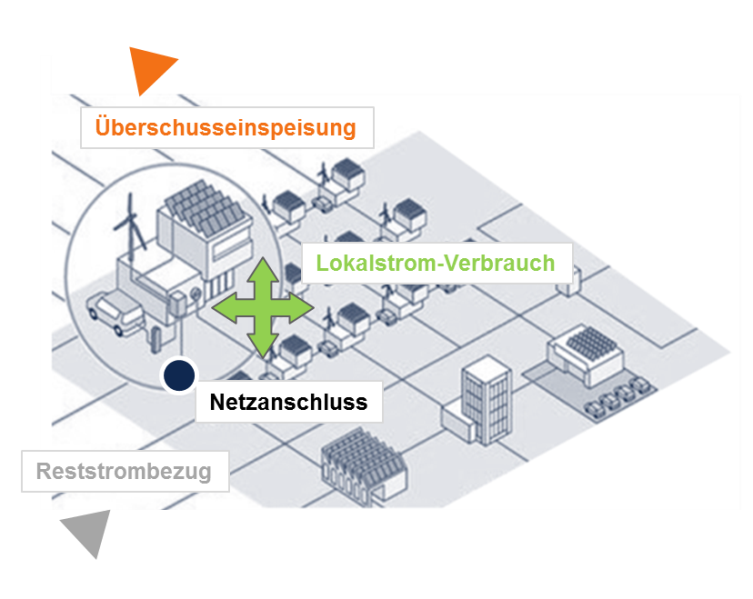 Überschusseinspeisung
Lokalstrom-Verbrauch
Netzanschluss
Reststrombezug